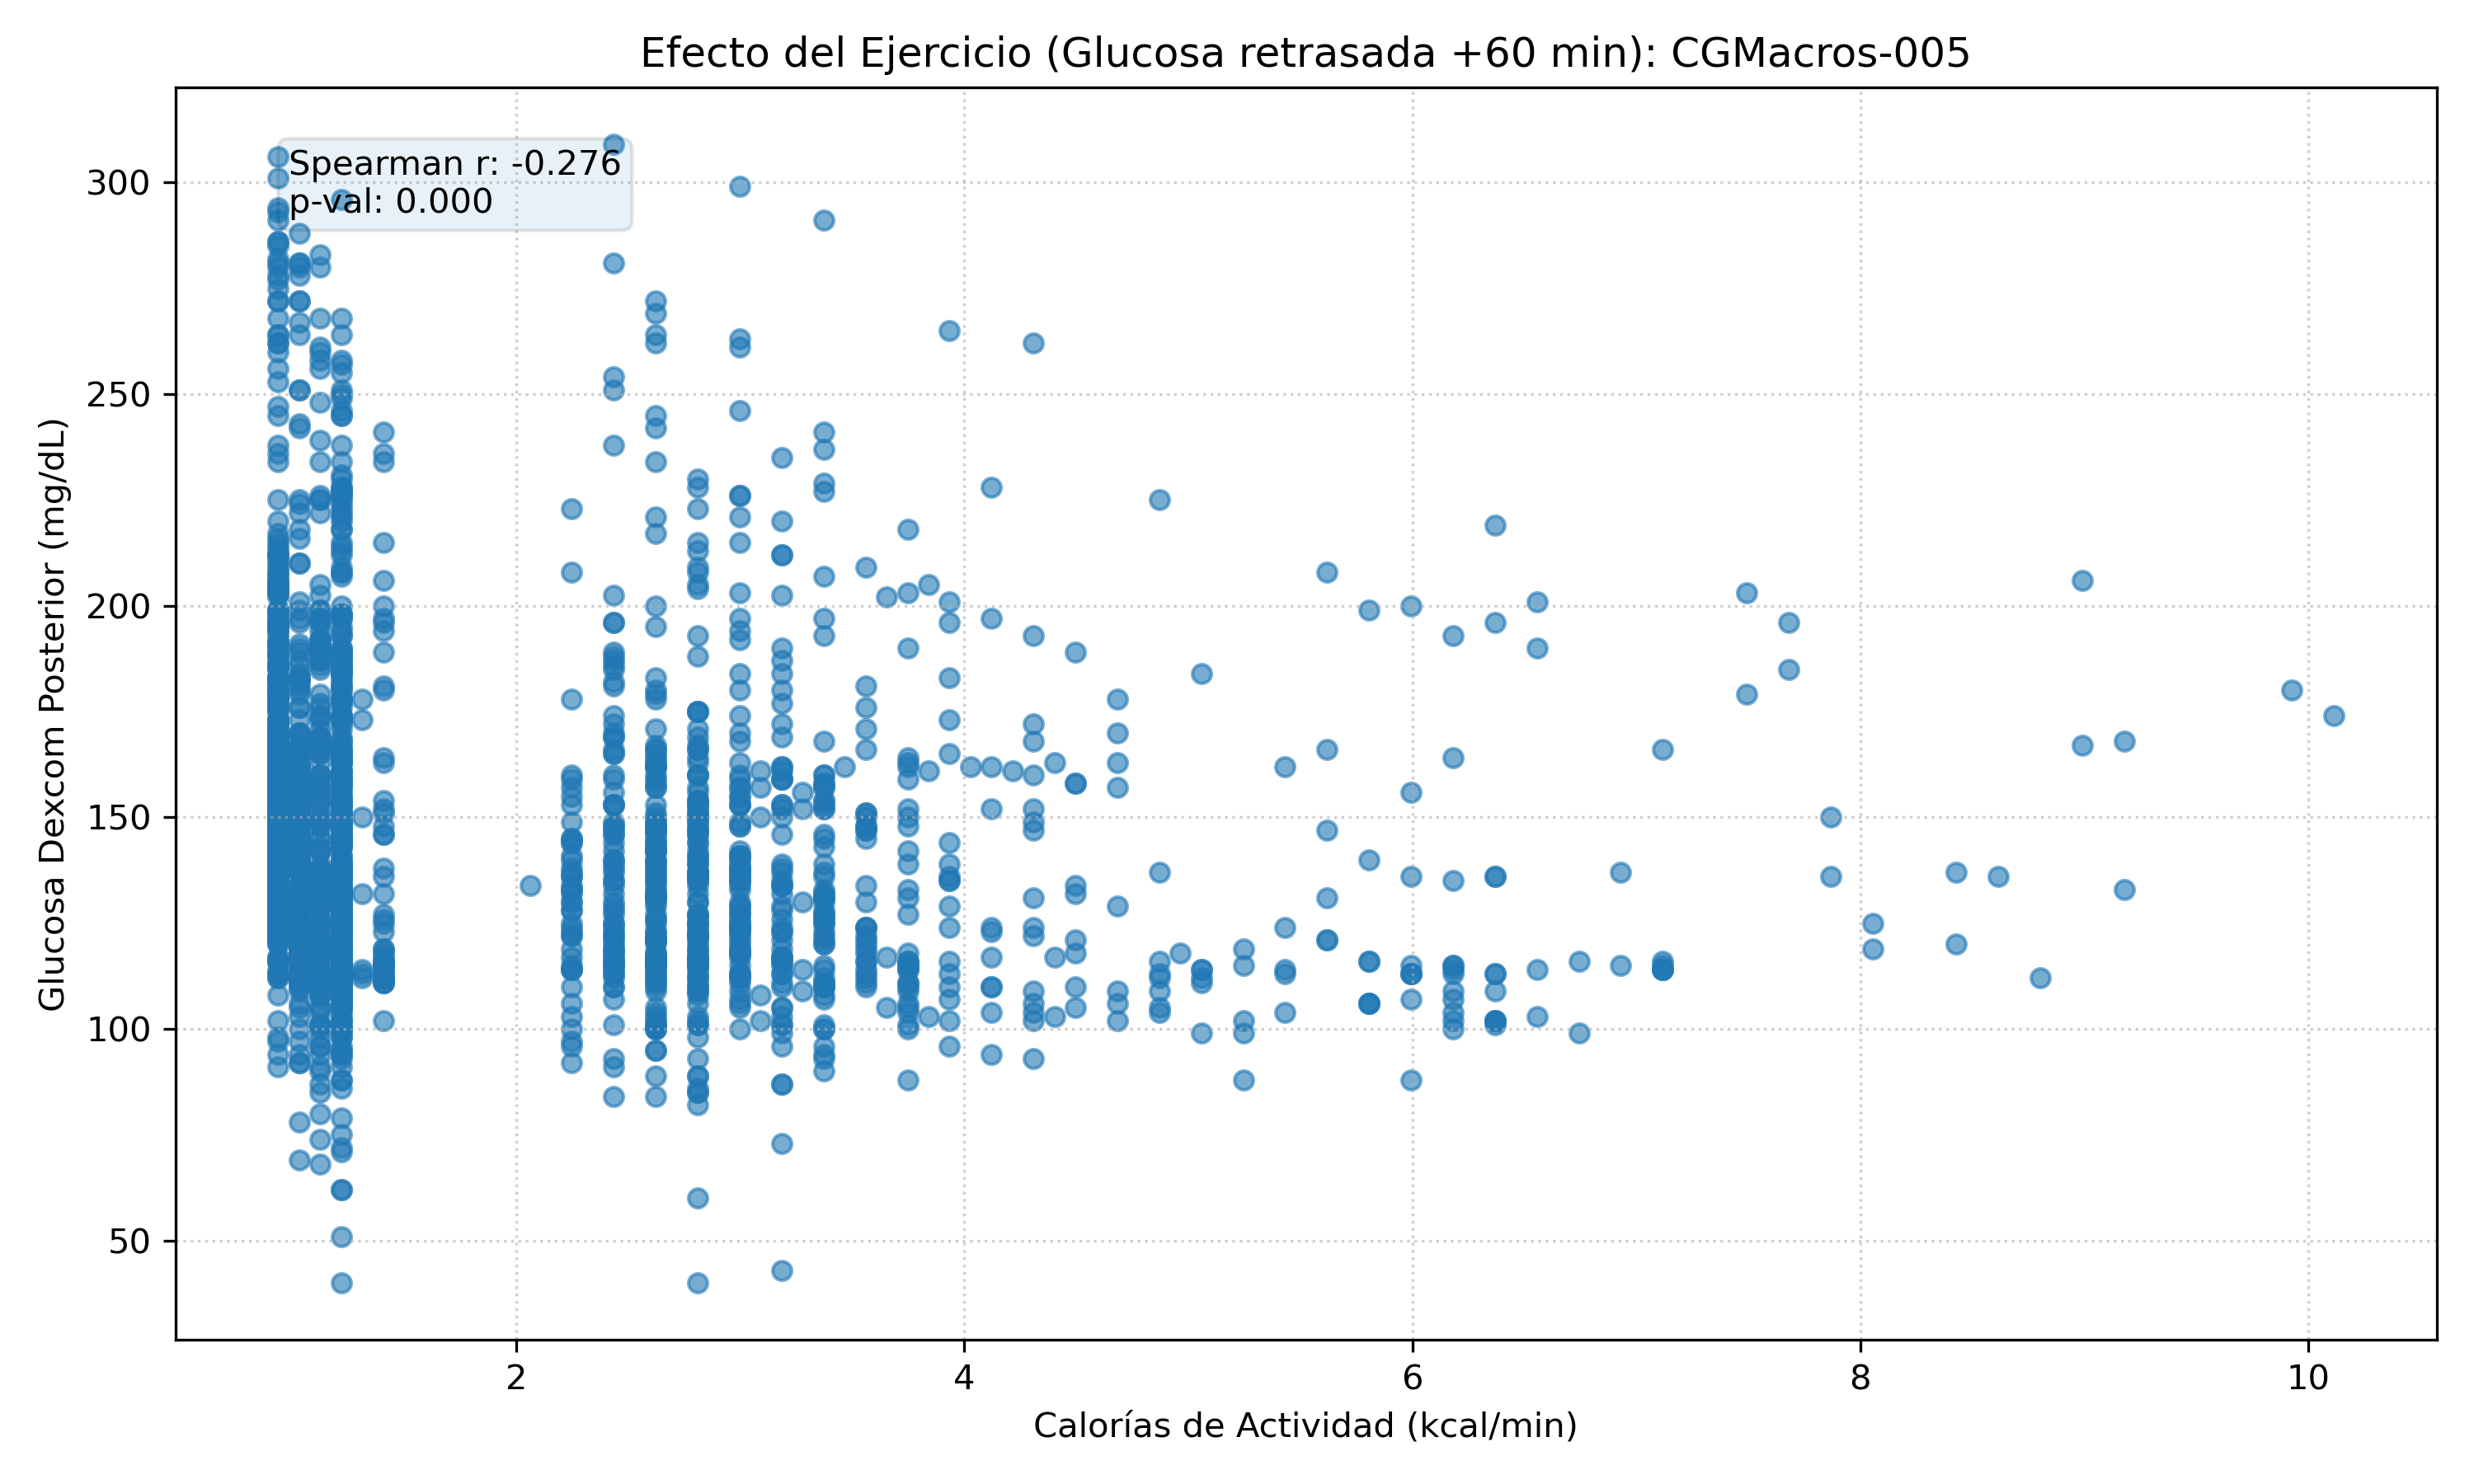 Efecto del Ejercicio (Glucosa retrasada +60 min): CGMacros-005
Spearman r: -0.276
p-val: 0.000
Glucosa Dexcom Posterior (mg/dL)
300
250
200
150
100
50
2 4 6 8 10
Calorías de Actividad (kcal/min)